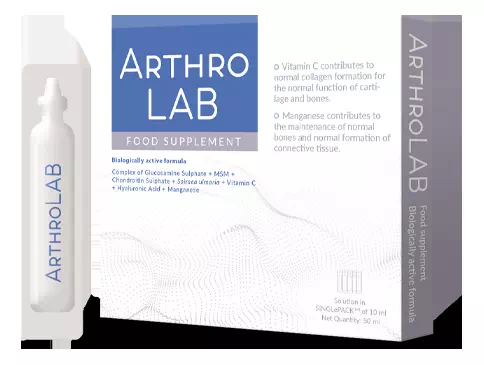 ARTHRO
LAB
FOOD SUPPLEMENT
Biologically active formula
Complex of Glucosamine Sulphate + MSM +
Chondroitin Sulphate + Spiraea ulmaria + Vitamin C
+ Hyaluronic Acid + Manganese
Vitamin C contributes to
normal collagen formation for
the normal function of carti-
lage and bones.
Manganese contributes to
the maintenance of normal
bones and normal formation of
connective tissue.
Solution in
SINGLePACK of 10 ml
Net Quantity: 50 ml
ARTHROLAB
Food supplement
Biologically active formula
ARTHROLAB